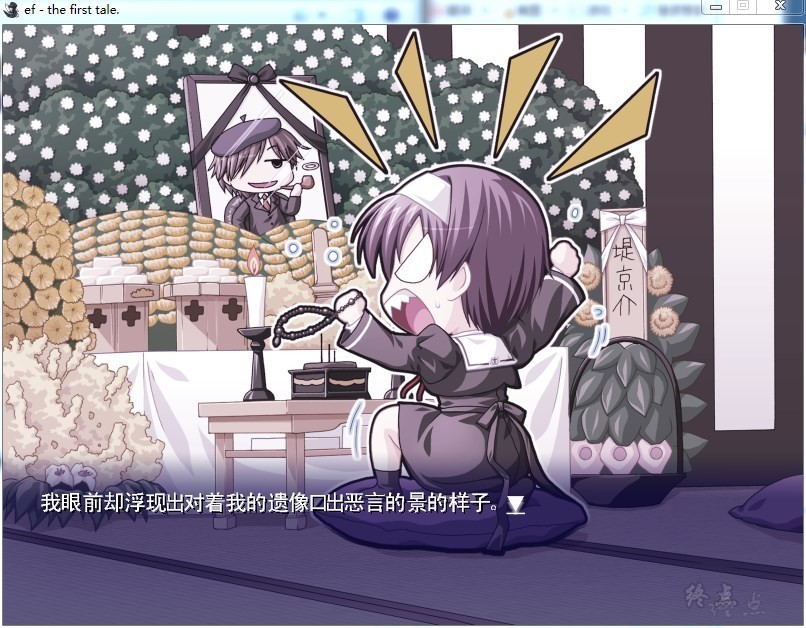 ef - the first tale.
堤京介
我眼前却浮现出对着我的遗像口出恶言的景的样子。
终点